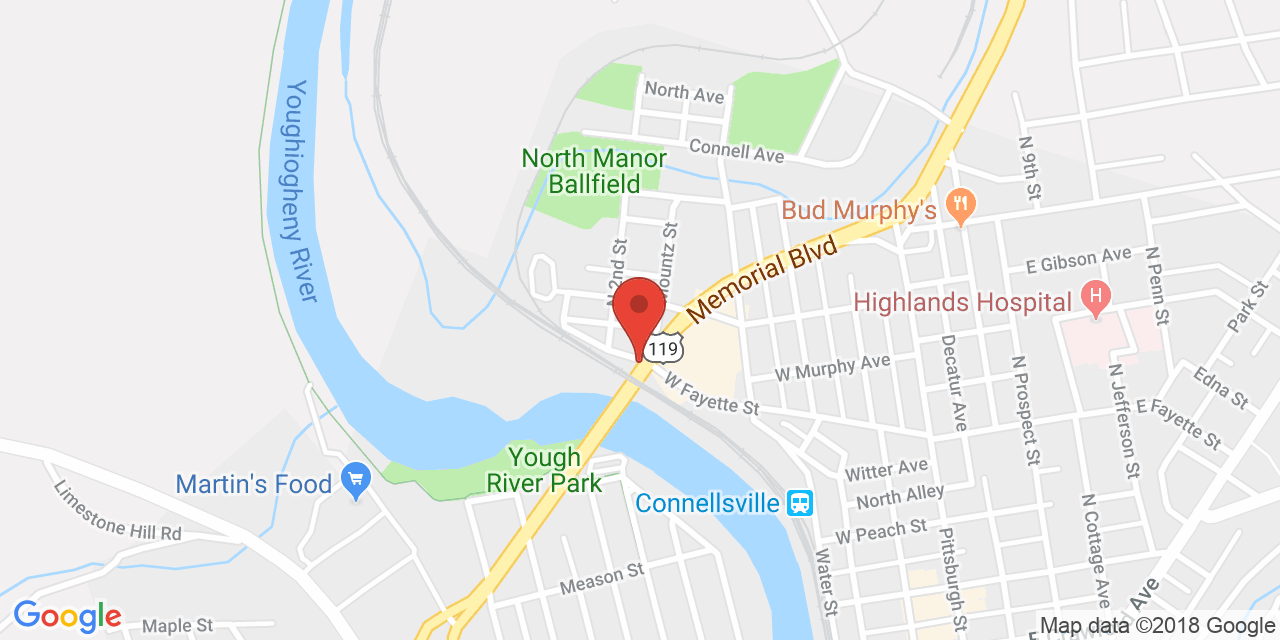 North Ave
Connell Ave
North Manor
Ballfield
N 9th St
Youghiogheny River
Bud Murphy's
N 2nd St
Mountz St
Memorial Blvd
E Gibson Ave
N Penn St
Park St
Highlands Hospital
H
119
W Murphy Ave
Decatur Ave
N Prospect St
N Jefferson St
Edna St
W Fayette St
E Fayette St
Yough
River Park
Martin's Food
Witter Ave
North Alley
Connellsville
Limestone Hill Rd
W Peach St
N Cottage Ave
Pittsburgh St
Water St
Meason St
Maple St
Google
Map data ©2018 Google